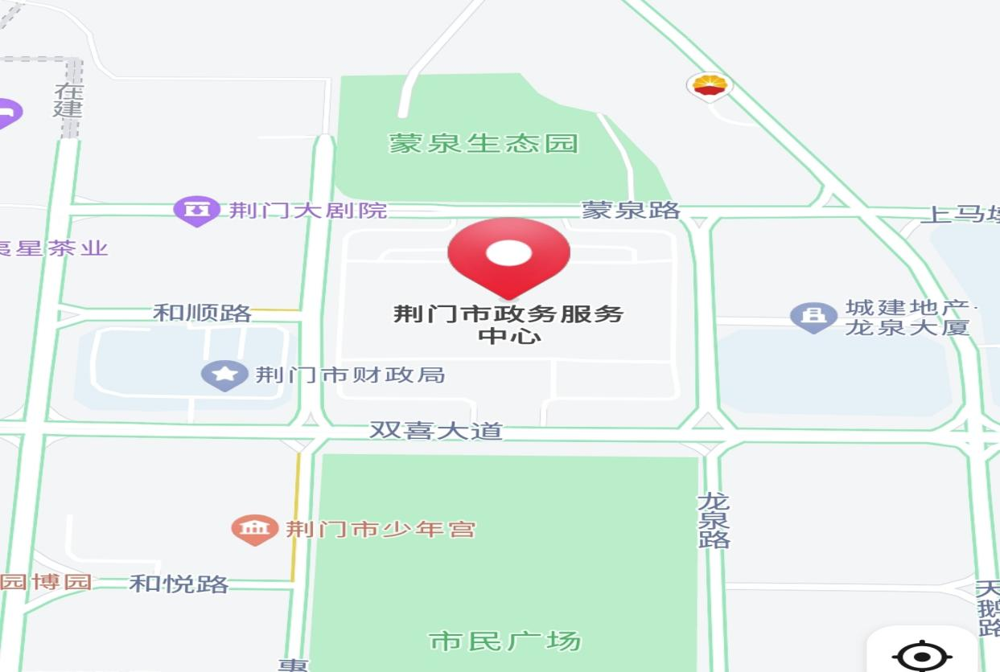 在建
蒙泉生态园
荆门大剧院
蒙泉路
上马墩
夷星茶业
和顺路
荆门市政务服务
中心
城建地产·
龙泉大厦
荆门市财政局
双喜大道
龙泉路
荆门市少年宫
园博园
和悦路
天鹅路
市民广场
惠